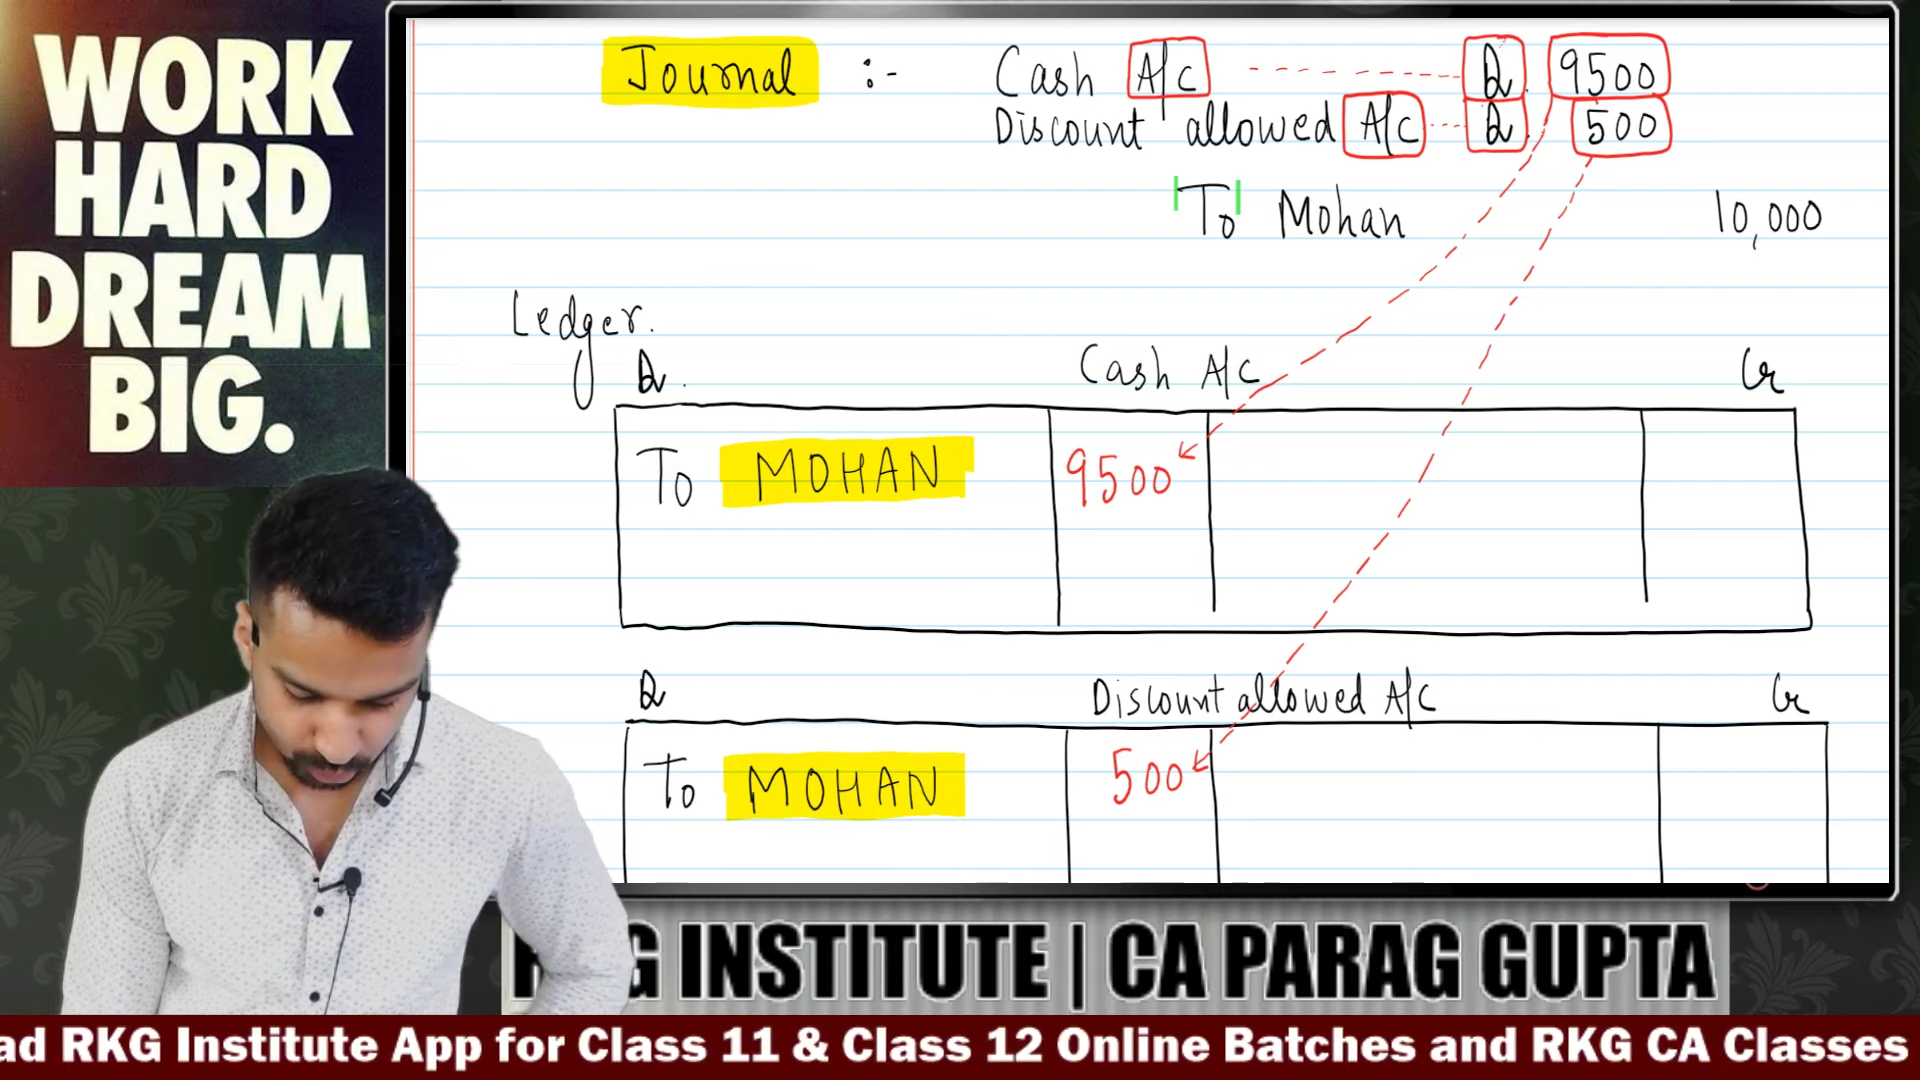 WORK
HARD
DREAM
BIG.
Journal :- Cash A/c Dr. 9500
Discount allowed A/c Dr. 500
To Mohan 10,000
Ledger.
Dr. Cash A/c Cr
To MOHAN 9500
Dr Discount allowed A/c Cr
To MOHAN 500
G INSTITUTE | CA PARAG GUPTA
ad RKG Institute App for Class 11 & Class 12 Online Batches and RKG CA Classes